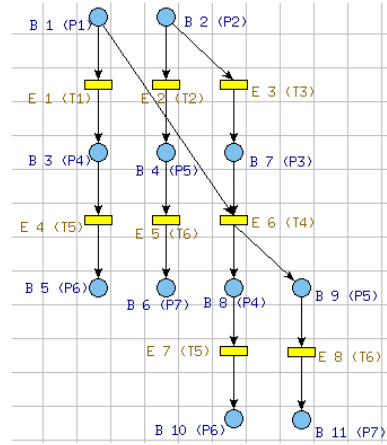 B 1 (P1)
B 2 (P2)
E 1 (T1)
E 2 (T2)
E 3 (T3)
B 3 (P4)
B 4 (P5)
B 7 (P3)
E 4 (T5)
E 5 (T6)
E 6 (T4)
B 5 (P6)
B 6 (P7)
B 8 (P4)
B 9 (P5)
E 7 (T5)
E 8 (T6)
B 10 (P6)
B 11 (P7)